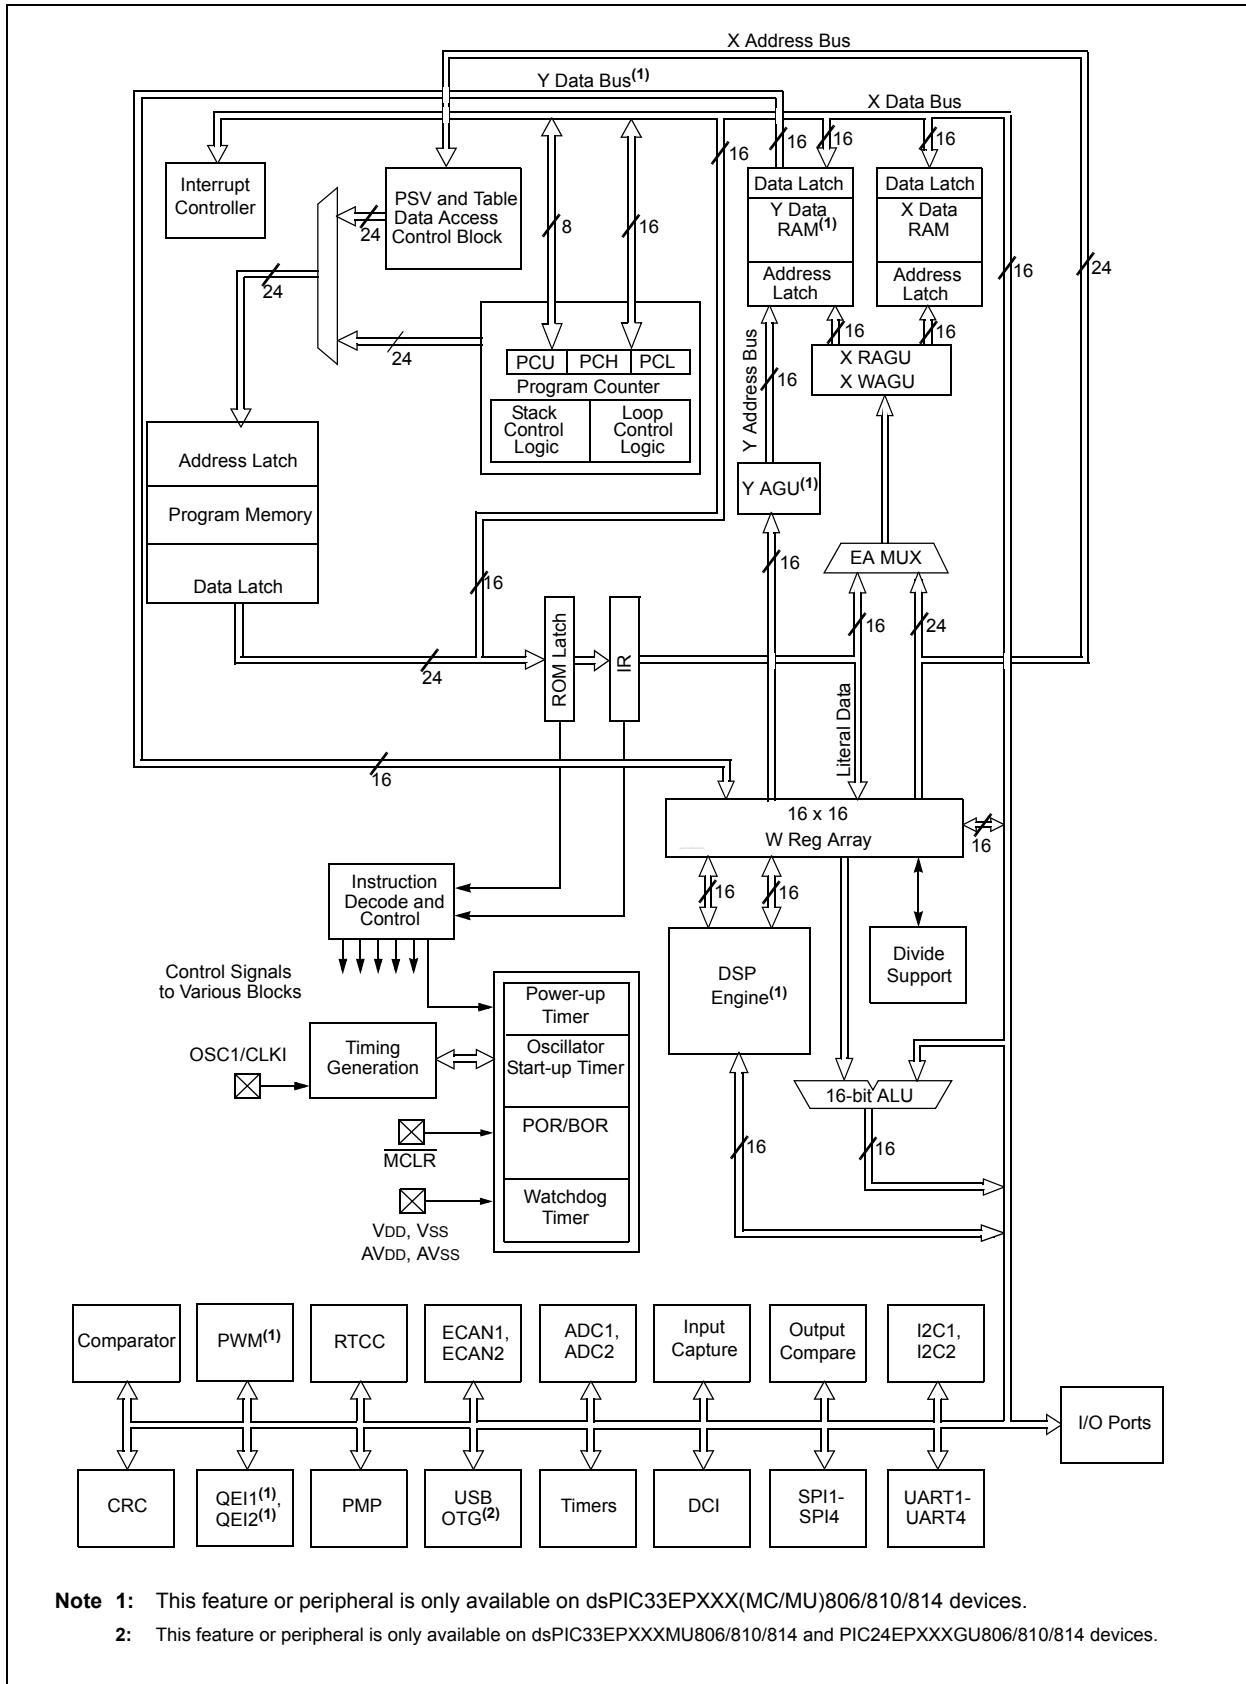 X Address Bus
Y Data Bus(1)
X Data Bus
16
16
16
16
Interrupt
Controller
PSV and Table
Data Access
Control Block
24
8
16
Data Latch
Y Data
RAM(1)
Address
Latch
Data Latch
X Data
RAM
Address
Latch
16
24
24
24
16
16
PCU
PCH
PCL
Program Counter
Stack
Control
Logic
Loop
Control
Logic
Y Address Bus
16
X RAGU
X WAGU
Address Latch
Program Memory
Data Latch
Y AGU(1)
16
EA MUX
16
16
24
24
ROM Latch
IR
Literal Data
16
16 x 16
W Reg Array
16
Instruction
Decode and
Control
16
16
Control Signals
to Various Blocks
DSP
Engine(1)
Divide
Support
Power-up
Timer
OSC1/CLKI
Timing
Generation
Oscillator
Start-up Timer
16-bit ALU
POR/BOR
MCLR
16
16
Watchdog
Timer
VDD, VSS
AVDD, AVSS
Comparator
PWM(1)
RTCC
ECAN1,
ECAN2
ADC1,
ADC2
Input
Capture
Output
Compare
I2C1,
I2C2
I/O Ports
CRC
QEI1(1),
QEI2(1)
PMP
USB
OTG(2)
Timers
DCI
SPI1-
SPI4
UART1-
UART4
Note 1: This feature or peripheral is only available on dsPIC33EPXXX(MC/MU)806/810/814 devices.
2: This feature or peripheral is only available on dsPIC33EPXXXMU806/810/814 and PIC24EPXXXGU806/810/814 devices.